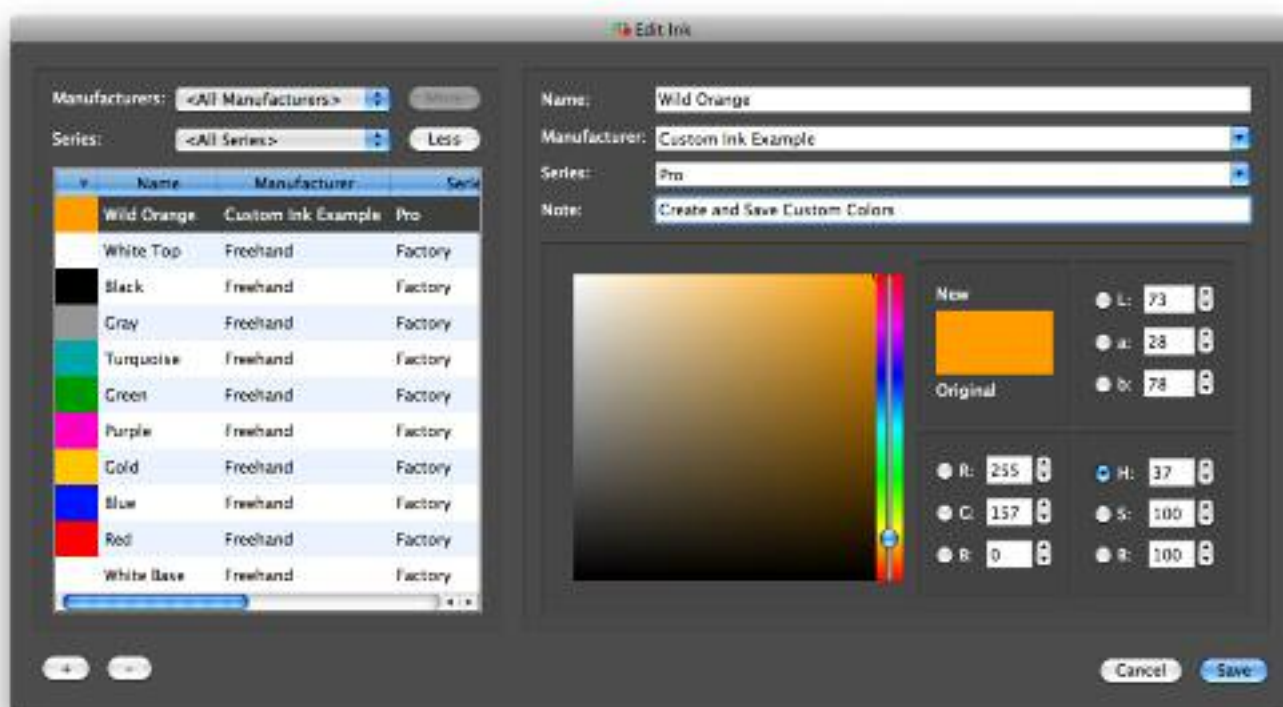 Edit Ink
Manufacturers: <All Manufacturers> More
Series: <All Series> Less
Name Manufacturer Serie
Wild Orange Custom Ink Example Pro
White Top Freehand Factory
Black Freehand Factory
Gray Freehand Factory
Turquoise Freehand Factory
Green Freehand Factory
Purple Freehand Factory
Gold Freehand Factory
Blue Freehand Factory
Red Freehand Factory
White Base Freehand Factory
+ -
Name: Wild Orange
Manufacturer: Custom Ink Example
Series: Pro
Note: Create and Save Custom Colors
New
Original
L: 73
a: 28
b: 78
R: 255
G: 157
B: 0
H: 37
S: 100
B: 100
Cancel Save